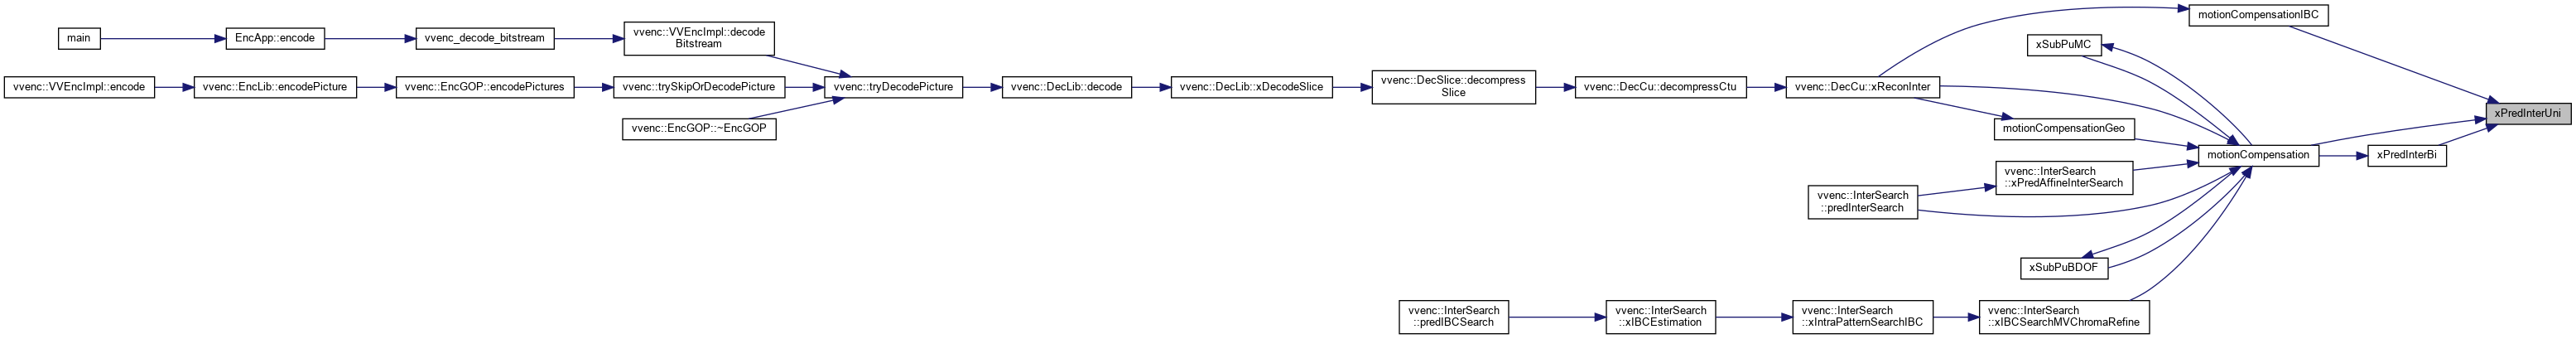 main
EncApp::encode
vvenc_decode_bitstream
vvenc::VVEncImpl::decode
Bitstream
vvenc::VVEncImpl::encode
vvenc::EncLib::encodePicture
vvenc::EncGOP::encodePictures
vvenc::trySkipOrDecodePicture
vvenc::EncGOP::~EncGOP
vvenc::tryDecodePicture
vvenc::DecLib::decode
vvenc::DecLib::xDecodeSlice
vvenc::DecSlice::decompress
Slice
vvenc::DecCu::decompressCtu
vvenc::DecCu::xReconInter
motionCompensationIBC
xSubPuMC
motionCompensationGeo
vvenc::InterSearch
::xPredAffineInterSearch
vvenc::InterSearch
::predInterSearch
xSubPuBDOF
vvenc::InterSearch
::predIBCSearch
vvenc::InterSearch
::xIBCEstimation
vvenc::InterSearch
::xIntraPatternSearchIBC
vvenc::InterSearch
::xIBCSearchMVChromaRefine
motionCompensation
xPredInterBi
xPredInterUni